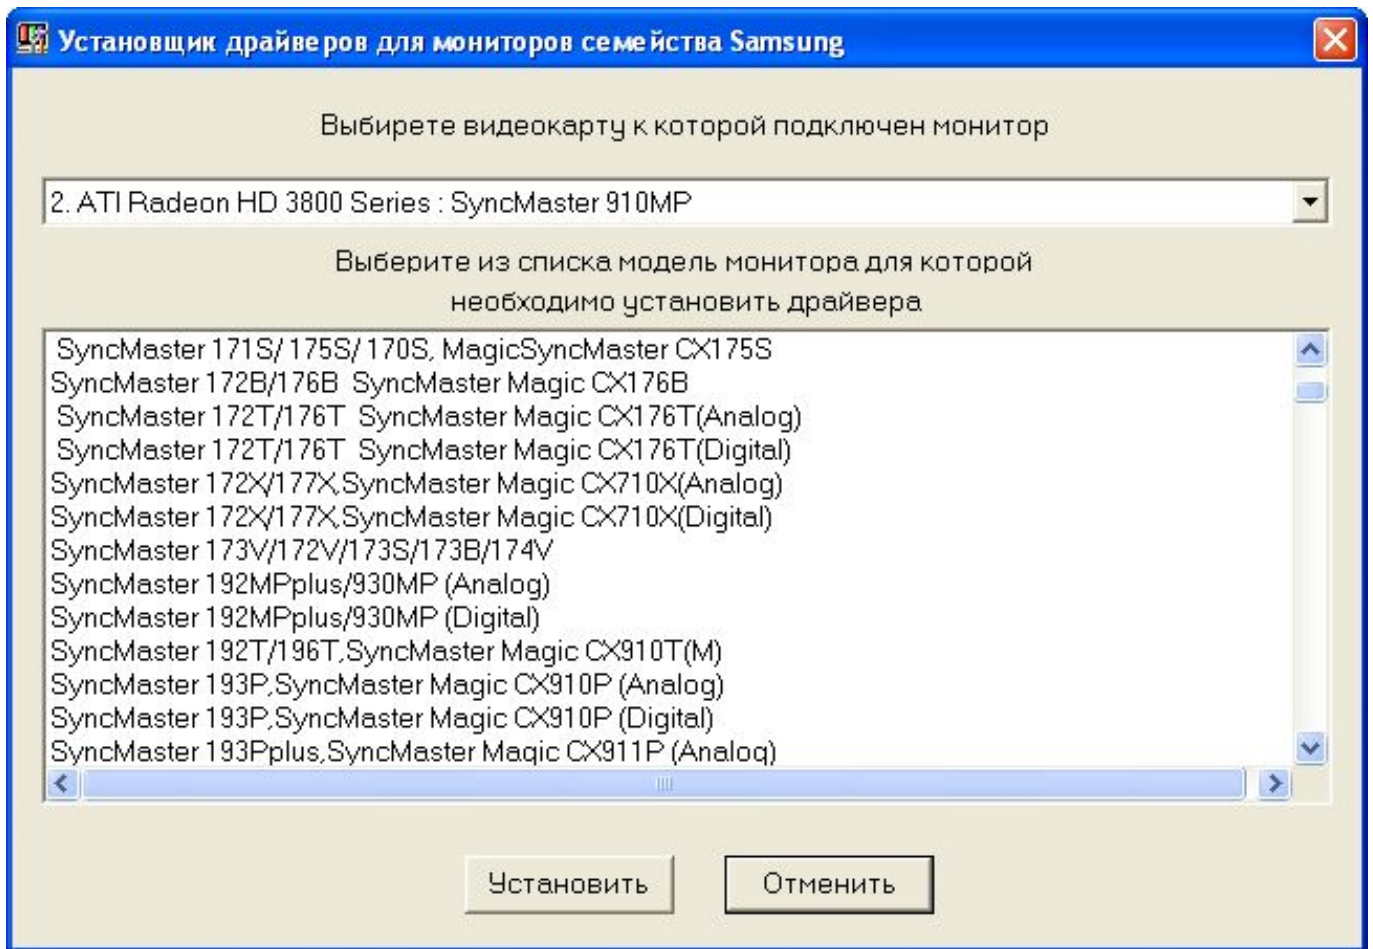 Установщик драйверов для мониторов семейства Samsung
Выбирете видеокарту к которой подключен монитор
2. ATI Radeon HD 3800 Series : SyncMaster 910MP
Выберите из списка модель монитора для которой
необходимо установить драйвера
SyncMaster 171S/ 175S/ 170S, MagicSyncMaster CX175S
SyncMaster 172B/176B  SyncMaster Magic CX176B
SyncMaster 172T/176T  SyncMaster Magic CX176T(Analog)
SyncMaster 172T/176T  SyncMaster Magic CX176T(Digital)
SyncMaster 172X/177X,SyncMaster Magic CX710X(Analog)
SyncMaster 172X/177X,SyncMaster Magic CX710X(Digital)
SyncMaster 173V/172V/173S/173B/174V
SyncMaster 192MPplus/930MP (Analog)
SyncMaster 192MPplus/930MP (Digital)
SyncMaster 192T/196T,SyncMaster Magic CX910T(M)
SyncMaster 193P,SyncMaster Magic CX910P (Analog)
SyncMaster 193P,SyncMaster Magic CX910P (Digital)
SyncMaster 193Pplus,SyncMaster Magic CX911P (Analog)
Установить
Отменить